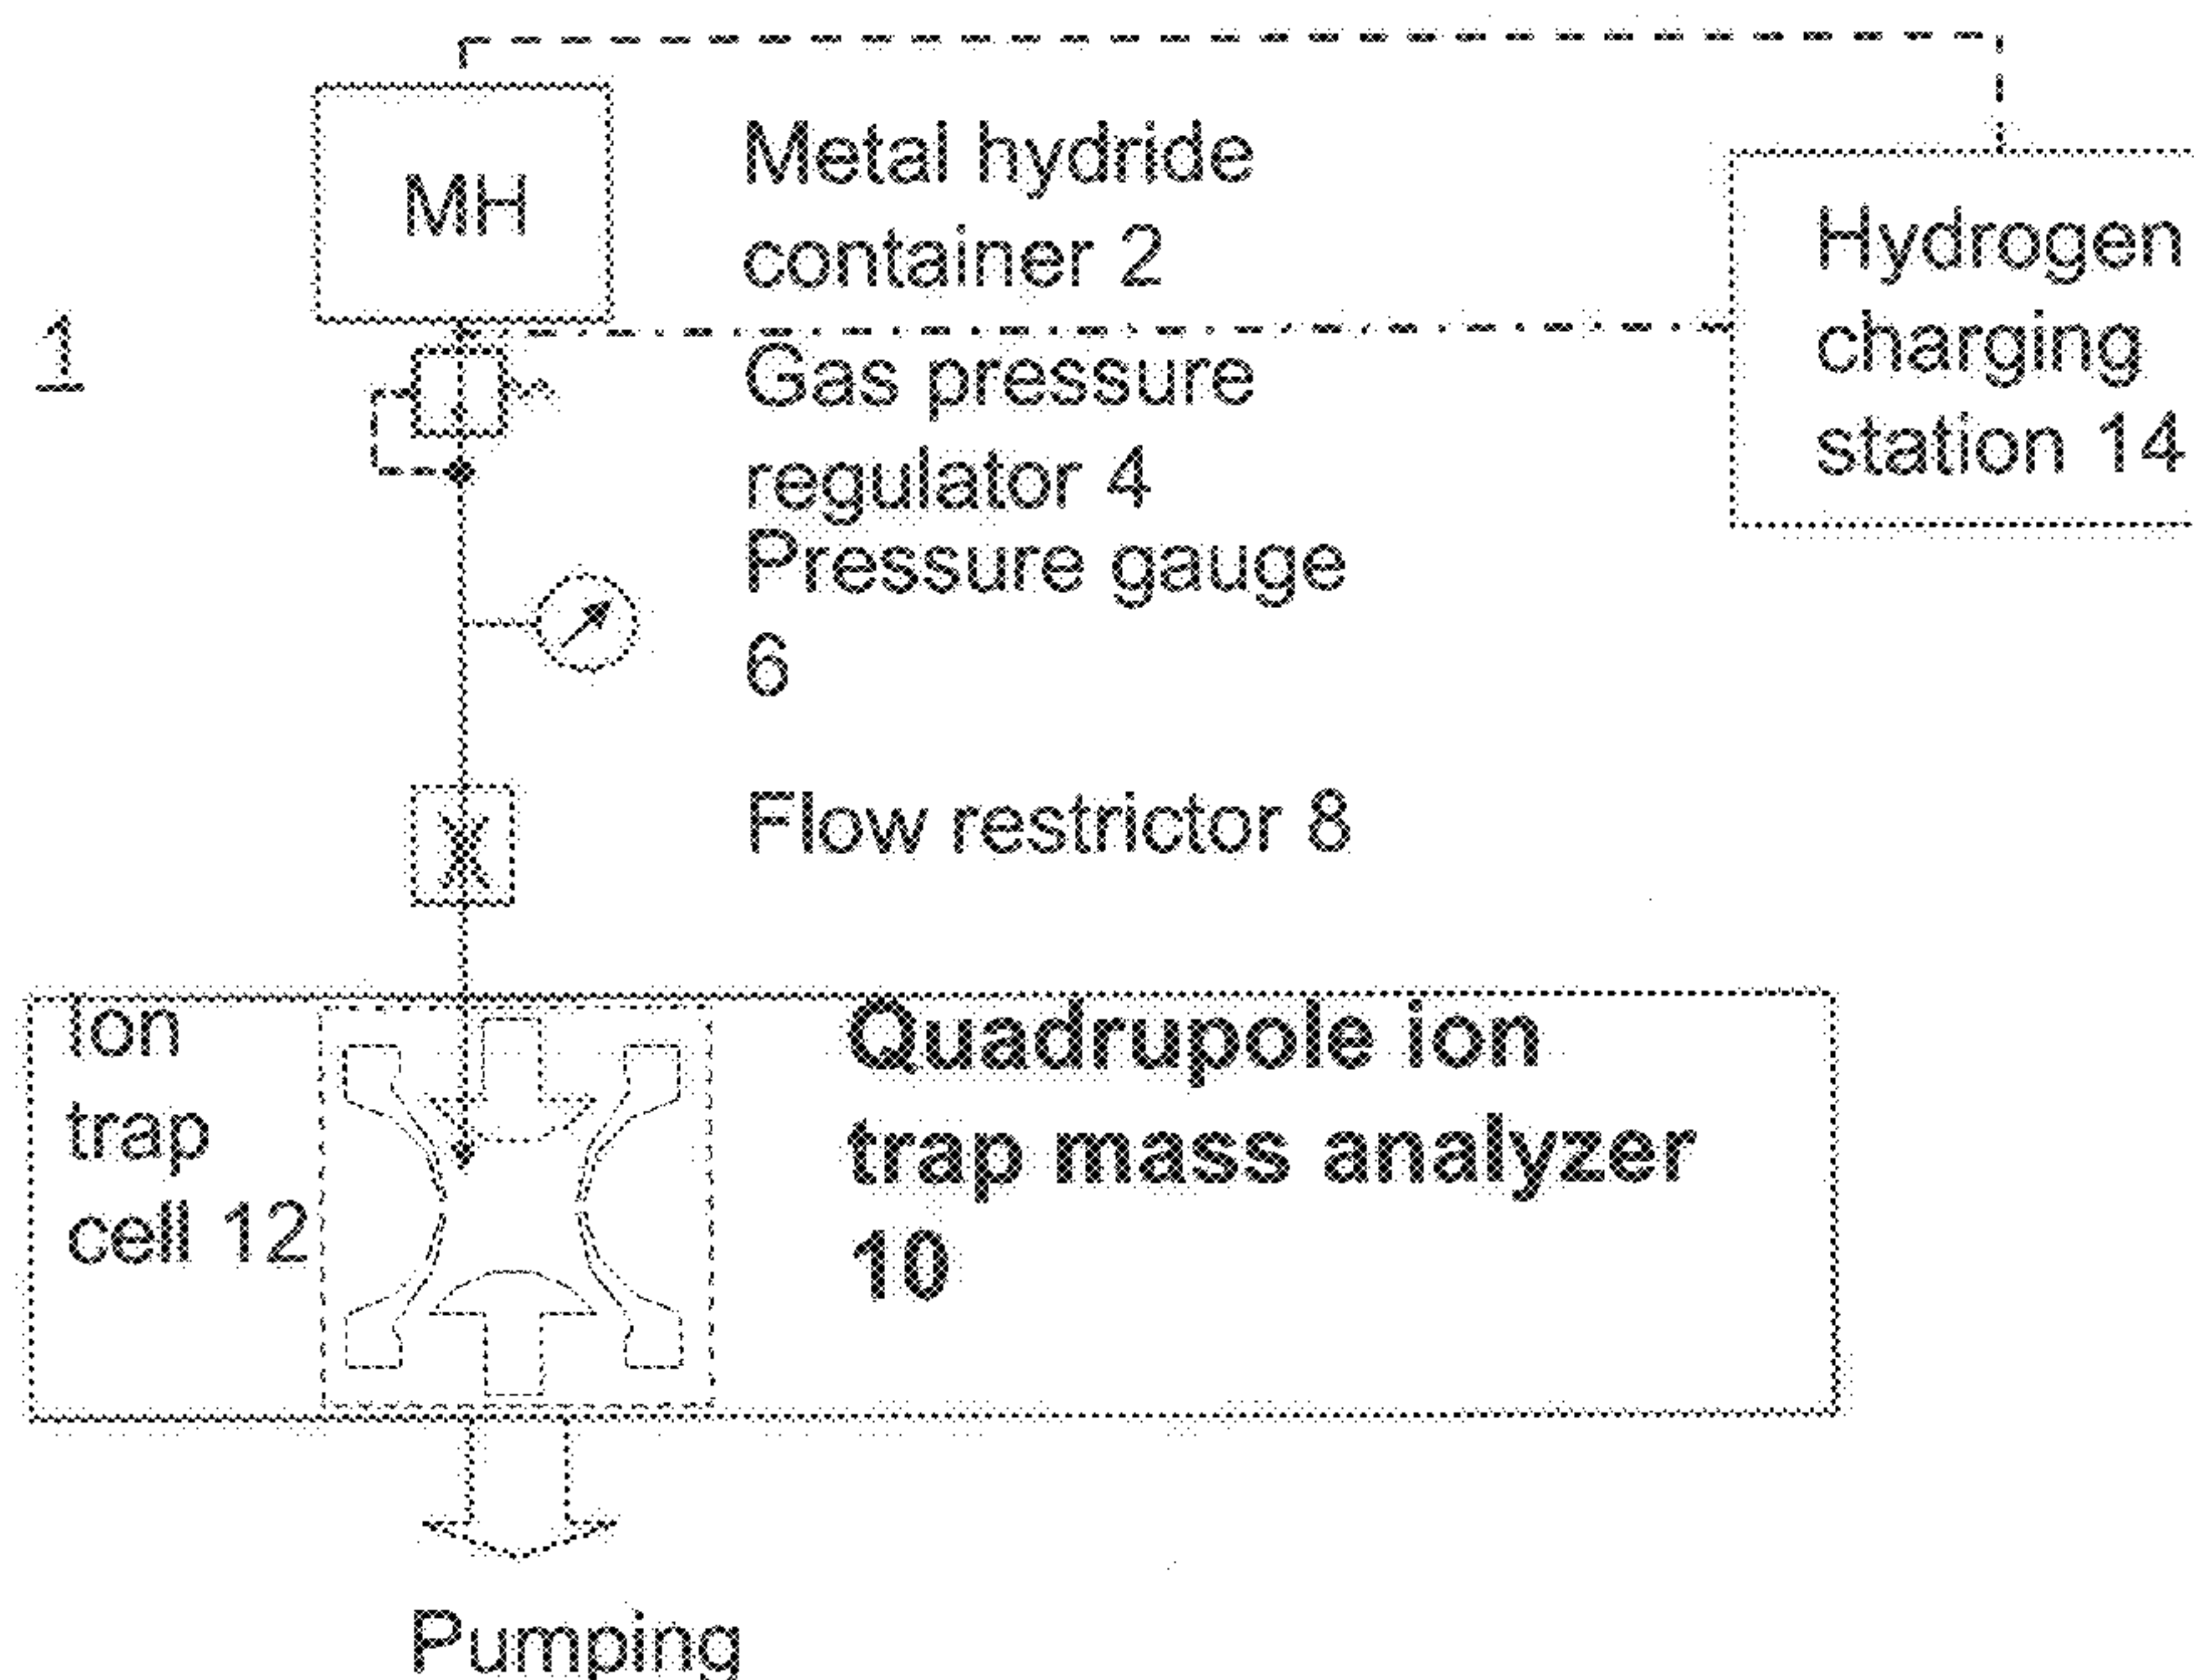 MH
Metal hydride
container 2
Hydrogen
charging
station 14
1
Gas pressure
regulator 4
Pressure gauge
6
X
Flow restrictor 8
Ion
trap
cell 12
Quadrupole ion
trap mass analyzer
10
Pumping